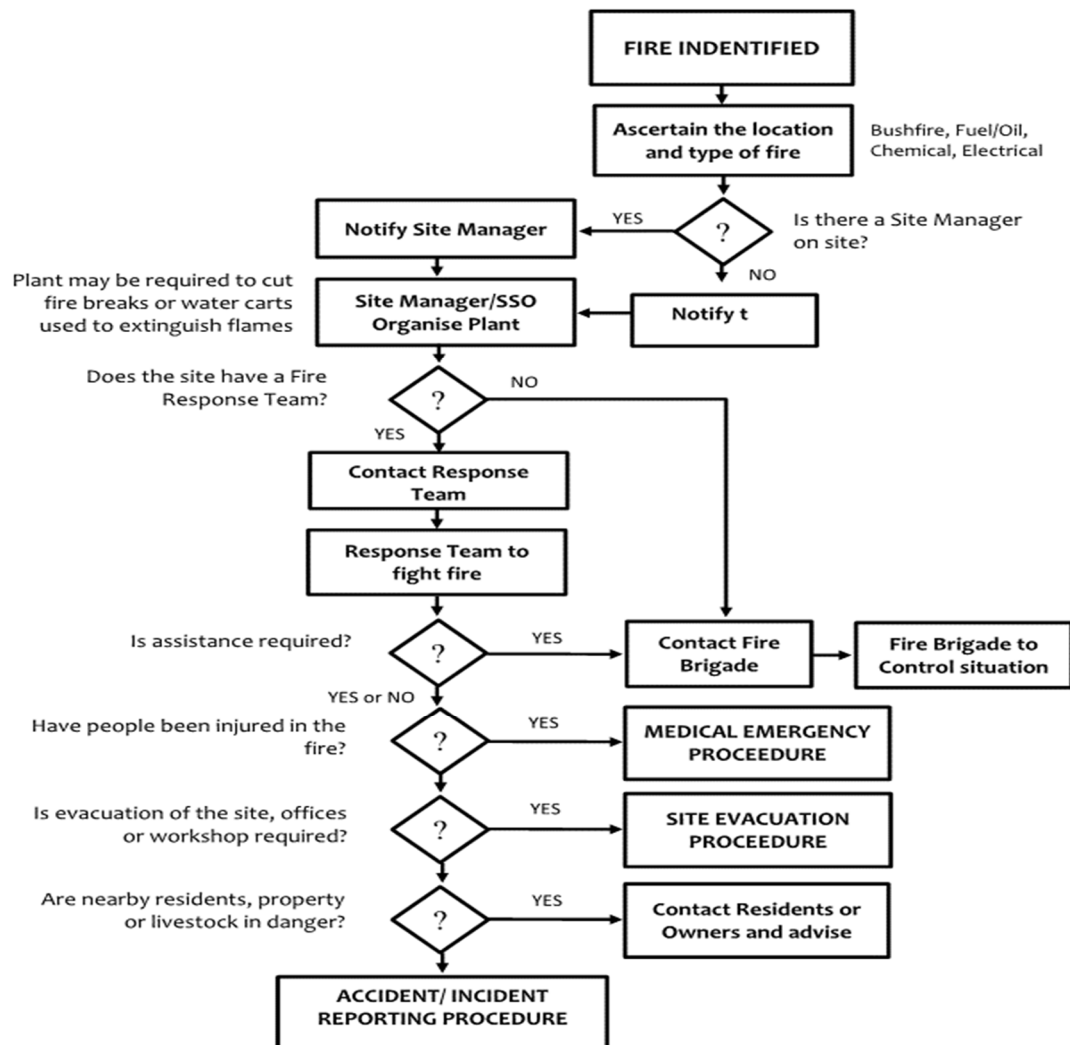 FIRE INDENTIFIED
Ascertain the location
and type of fire
Bushfire, Fuel/Oil,
Chemical, Electrical
?
Is there a Site Manager
on site?
YES
NO
Notify Site Manager
Notify t
Plant may be required to cut
fire breaks or water carts
used to extinguish flames
Site Manager/SSO
Organise Plant
Does the site have a Fire
Response Team?
?
NO
YES
Contact Response
Team
Response Team to
fight fire
Is assistance required?
?
YES
Contact Fire
Brigade
Fire Brigade to
Control situation
YES or NO
Have people been injured in the
fire?
?
YES
MEDICAL EMERGENCY
PROCEEDURE
Is evacuation of the site, offices
or workshop required?
?
YES
SITE EVACUATION
PROCEEDURE
Are nearby residents, property
or livestock in danger?
?
YES
Contact Residents or
Owners and advise
ACCIDENT/ INCIDENT
REPORTING PROCEDURE